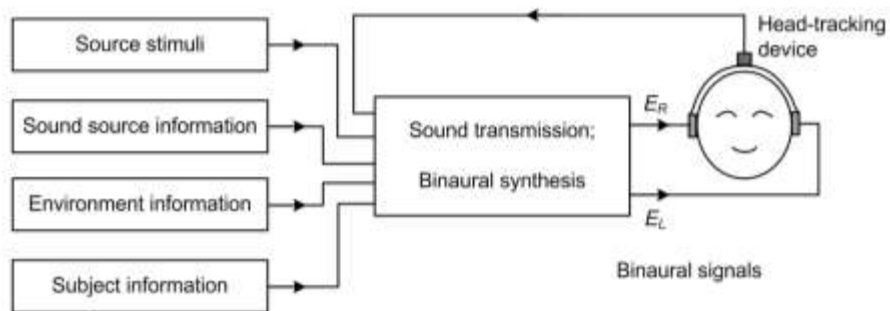 Source stimuli
Sound source information
Environment information
Subject information
Sound transmission;
Binaural synthesis
E_R
E_L
Head-tracking
device
Binaural signals